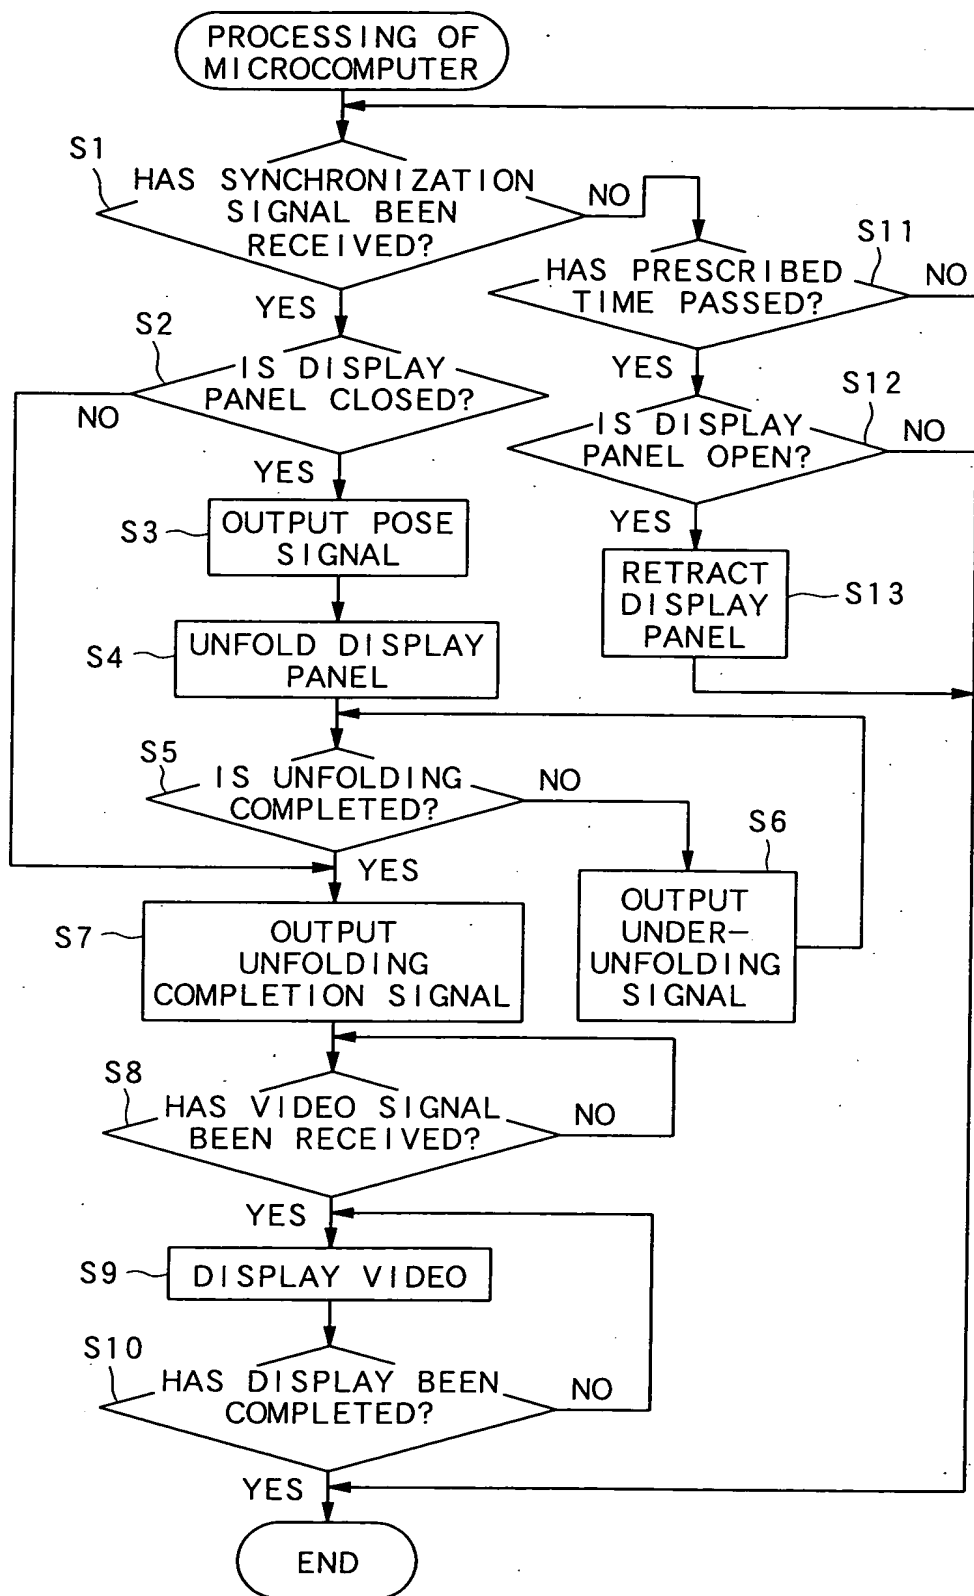 PROCESSING OF
MICROCOMPUTER
S1
HAS SYNCHRONIZATION
SIGNAL BEEN
RECEIVED?
NO
YES
S11
HAS PRESCRIBED
TIME PASSED?
NO
YES
S2
IS DISPLAY
PANEL CLOSED?
NO
YES
S12
IS DISPLAY
PANEL OPEN?
NO
YES
S3
OUTPUT POSE
SIGNAL
S13
RETRACT
DISPLAY
PANEL
S4
UNFOLD DISPLAY
PANEL
S5
IS UNFOLDING
COMPLETED?
NO
YES
S6
OUTPUT
UNDER-
UNFOLDING
SIGNAL
S7
OUTPUT
UNFOLDING
COMPLETION SIGNAL
S8
HAS VIDEO SIGNAL
BEEN RECEIVED?
NO
YES
S9
DISPLAY VIDEO
S10
HAS DISPLAY BEEN
COMPLETED?
NO
YES
END